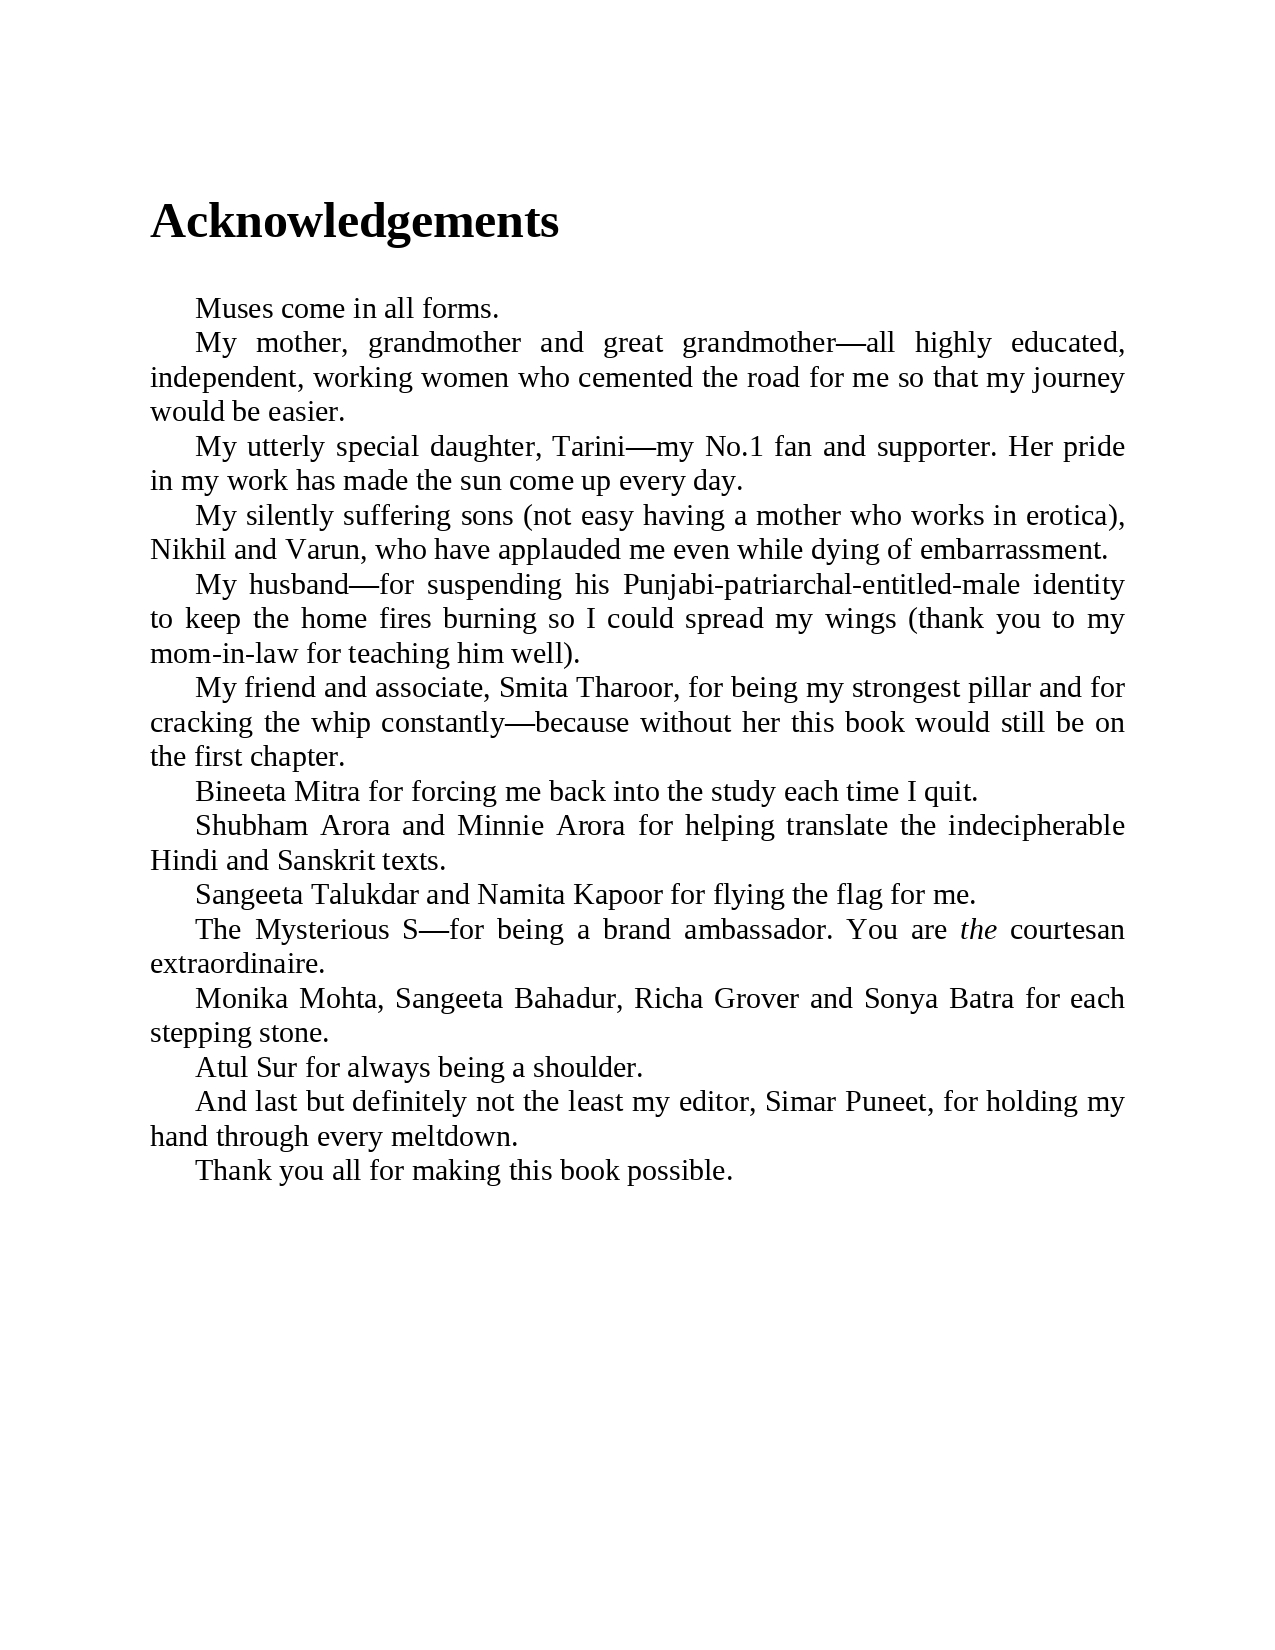 Acknowledgements
Muses come in all forms.
My mother, grandmother and great grandmother—all highly educated,
independent, working women who cemented the road for me so that my journey
would be easier.
My utterly special daughter, Tarini—my No.1 fan and supporter. Her pride
in my work has made the sun come up every day.
My silently suffering sons (not easy having a mother who works in erotica),
Nikhil and Varun, who have applauded me even while dying of embarrassment.
My husband—for suspending his Punjabi-patriarchal-entitled-male identity
to keep the home fires burning so I could spread my wings (thank you to my
mom-in-law for teaching him well).
My friend and associate, Smita Tharoor, for being my strongest pillar and for
cracking the whip constantly—because without her this book would still be on
the first chapter.
Bineeta Mitra for forcing me back into the study each time I quit.
Shubham Arora and Minnie Arora for helping translate the indecipherable
Hindi and Sanskrit texts.
Sangeeta Talukdar and Namita Kapoor for flying the flag for me.
The Mysterious S—for being a brand ambassador. You are the courtesan
extraordinaire.
Monika Mohta, Sangeeta Bahadur, Richa Grover and Sonya Batra for each
stepping stone.
Atul Sur for always being a shoulder.
And last but definitely not the least my editor, Simar Puneet, for holding my
hand through every meltdown.
Thank you all for making this book possible.